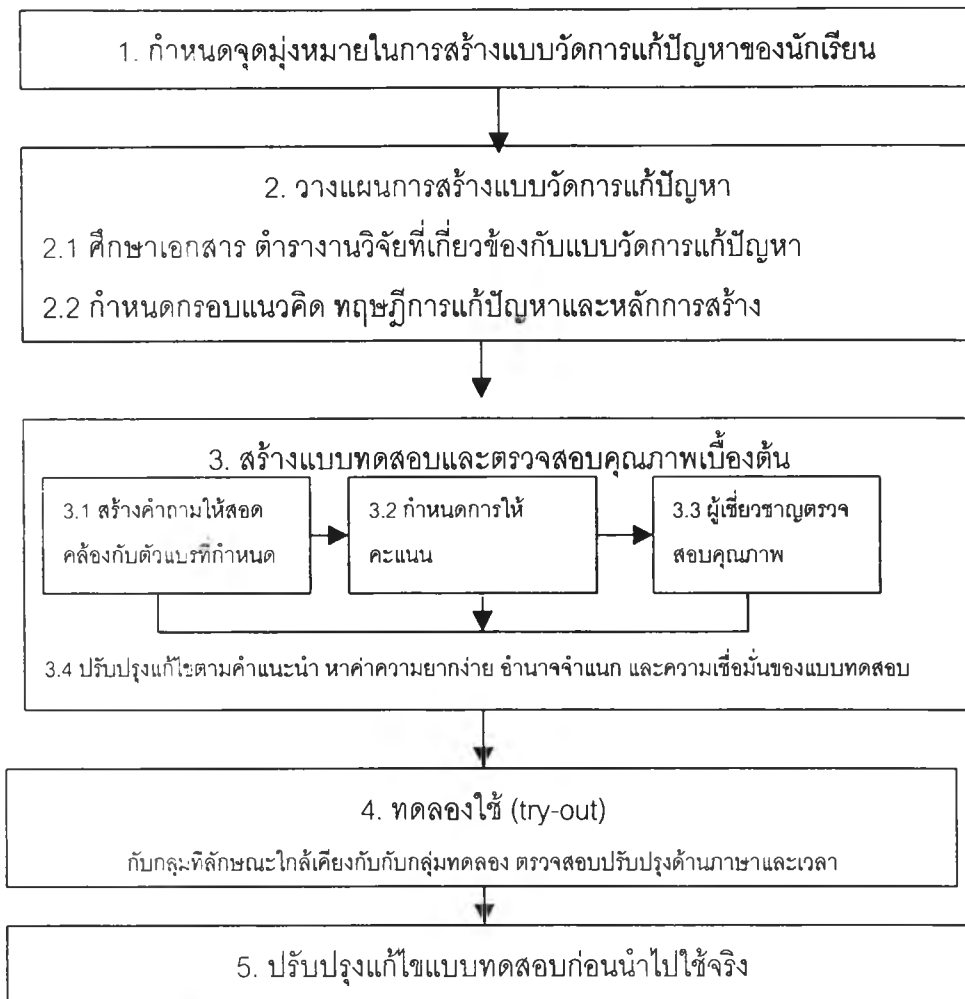 1. กำหนดจุดมุ่งหมายในการสร้างแบบวัดการแก้ปัญหาของนักเรียน
2. วางแผนการสร้างแบบวัดการแก้ปัญหา
2.1 ศึกษาเอกสาร ตำรางานวิจัยที่เกี่ยวข้องกับแบบวัดการแก้ปัญหา
2.2 กำหนดกรอบแนวคิด ทฤษฎีการแก้ปัญหาและหลักการสร้าง
3. สร้างแบบทดสอบและตรวจสอบคุณภาพเบื้องต้น
3.1 สร้างคำถามให้สอด
คล้องกับตัวแปรที่กำหนด
3.2 กำหนดการให้
คะแนน
3.3 ผู้เชี่ยวชาญตรวจ
สอบคุณภาพ
3.4 ปรับปรุงแก้ไขตามคำแนะนำ หาค่าความยากง่าย อำนาจจำแนก และความเชื่อมั่นของแบบทดสอบ
4. ทดลองใช้ (try-out)
กับกลุ่มที่ลักษณะใกล้เคียงกับกับกลุ่มทดลอง ตรวจสอบปรับปรุงด้านภาษาและเวลา
5. ปรับปรุงแก้ไขแบบทดสอบก่อนนำไปใช้จริง